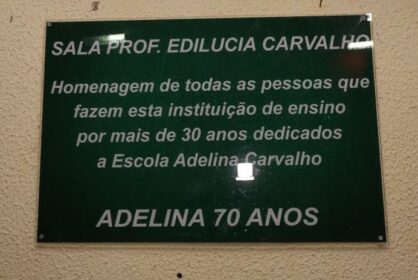 SALA PROF. EDILUCIA CARVALHO
Homenagem de todas as pessoas que
fazem esta instituição de ensino
por mais de 30 anos dedicados
a Escola Adelina Carvalho
ADELINA 70 ANOS